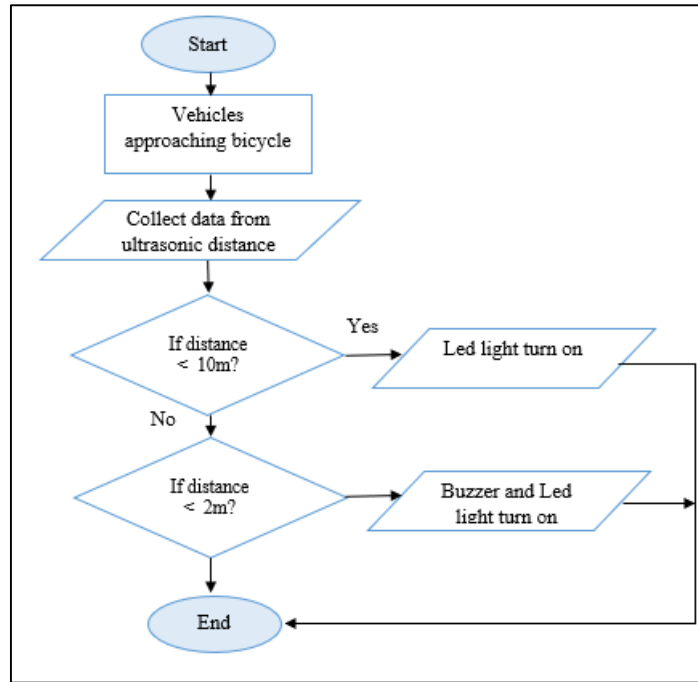 Start
Vehicles
approaching bicycle
Collect data from
ultrasonic distance
If distance
< 10m?
Yes
Led light turn on
No
If distance
< 2m?
Buzzer and Led
light turn on
End